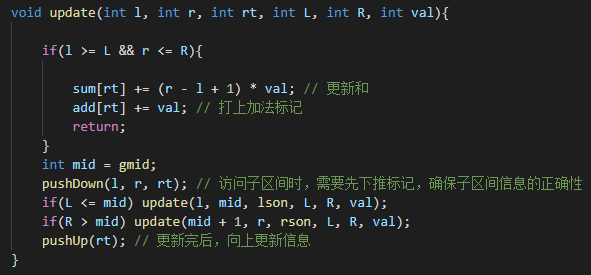 void update(int l, int r, int rt, int L, int R, int val){
if(l >= L && r <= R){
sum[rt] += (r - l + 1) * val; // 更新和
add[rt] += val; // 打上加法标记
return;
}
int mid = gmid;
pushDown(l, r, rt); // 访问子区间时，需要先下推标记，确保子区间信息的正确性
if(L <= mid) update(l, mid, lson, L, R, val);
if(R > mid) update(mid + 1, r, rson, L, R, val);
pushUp(rt); // 更新完后，向上更新信息
}